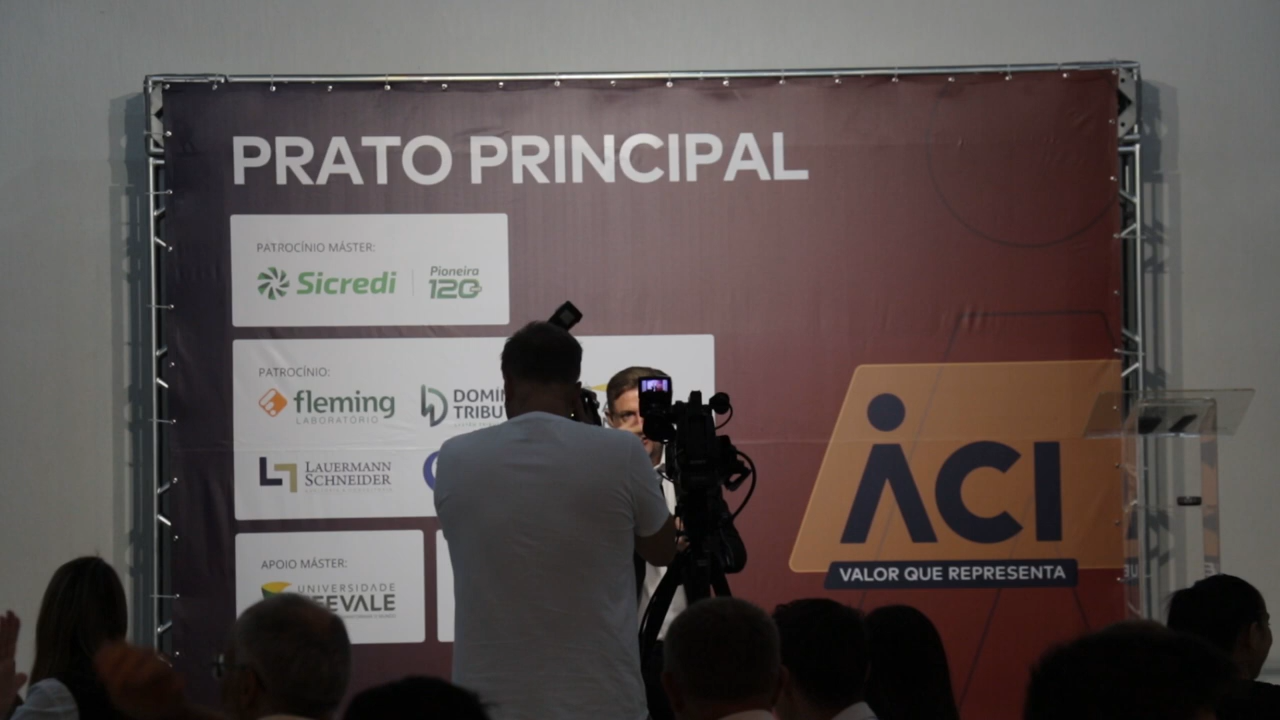 PRATO PRINCIPAL
PATROCÍNIO MÁSTER:
Sicredi
Pioneira
120
PATROCÍNIO:
fleming
LABORATÓRIO
LAUERMANN
SCHNEIDER
APOIO MÁSTER:
UNIVERSIDADE
ACI
VALOR QUE REPRESENTA